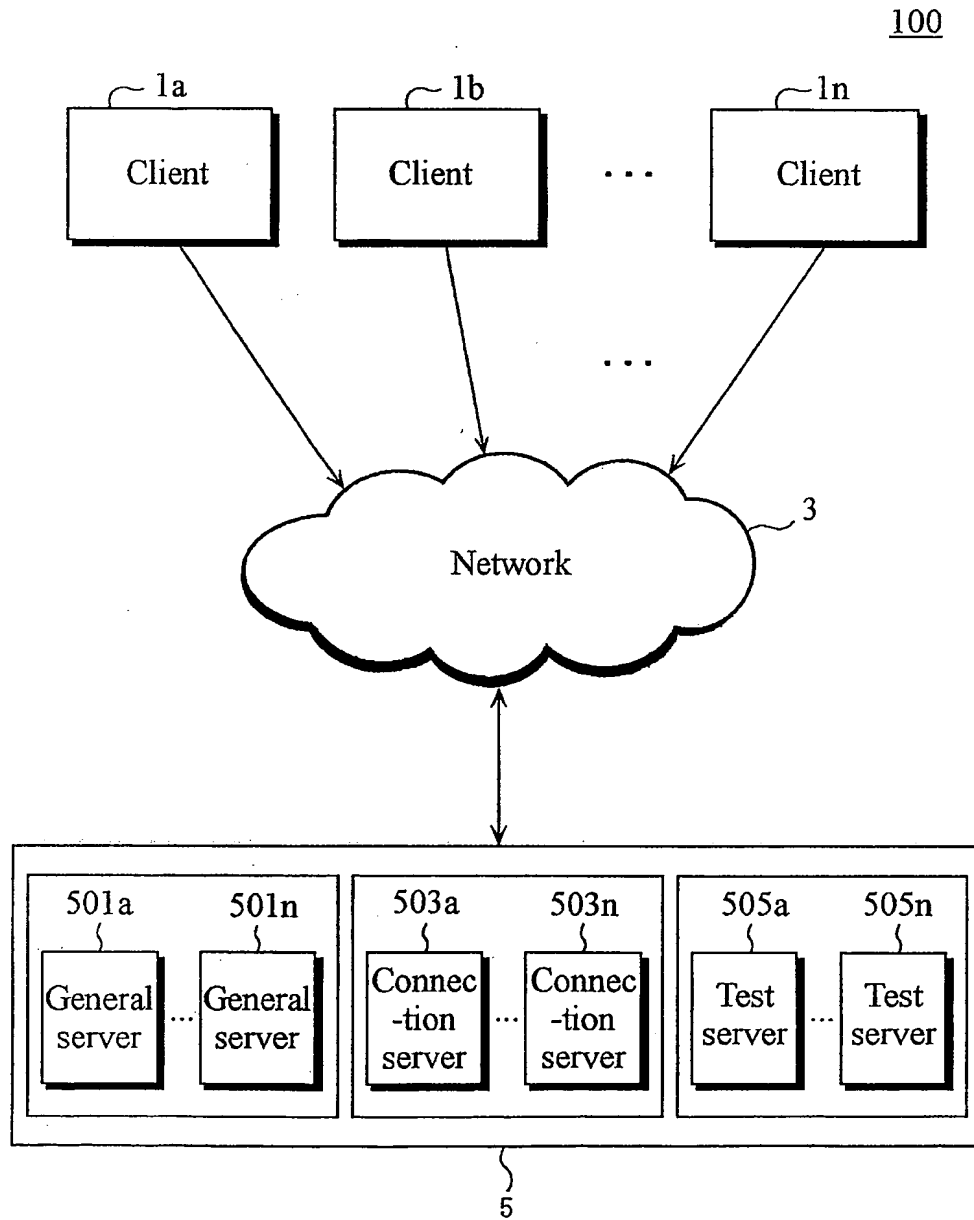 100
1a 1b 1n
Client Client ... Client
...
3
Network
501a 501n 503a 503n 505a 505n
General server ... General server
Connec-tion server ... Connec-tion server
Test server ... Test server
5